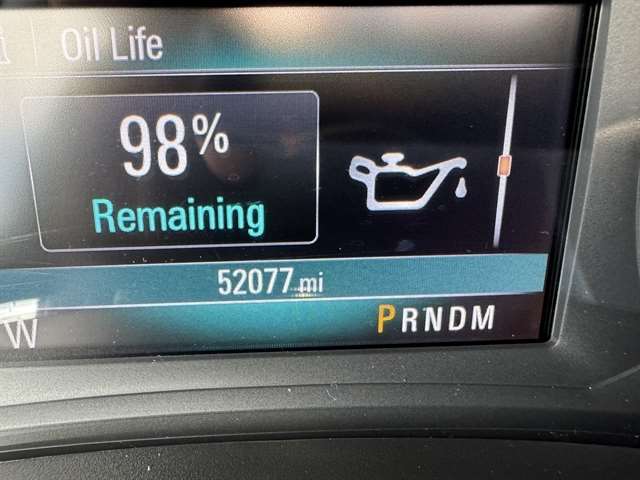 Oil Life
98%
Remaining
52077 mi
W
PRNDM